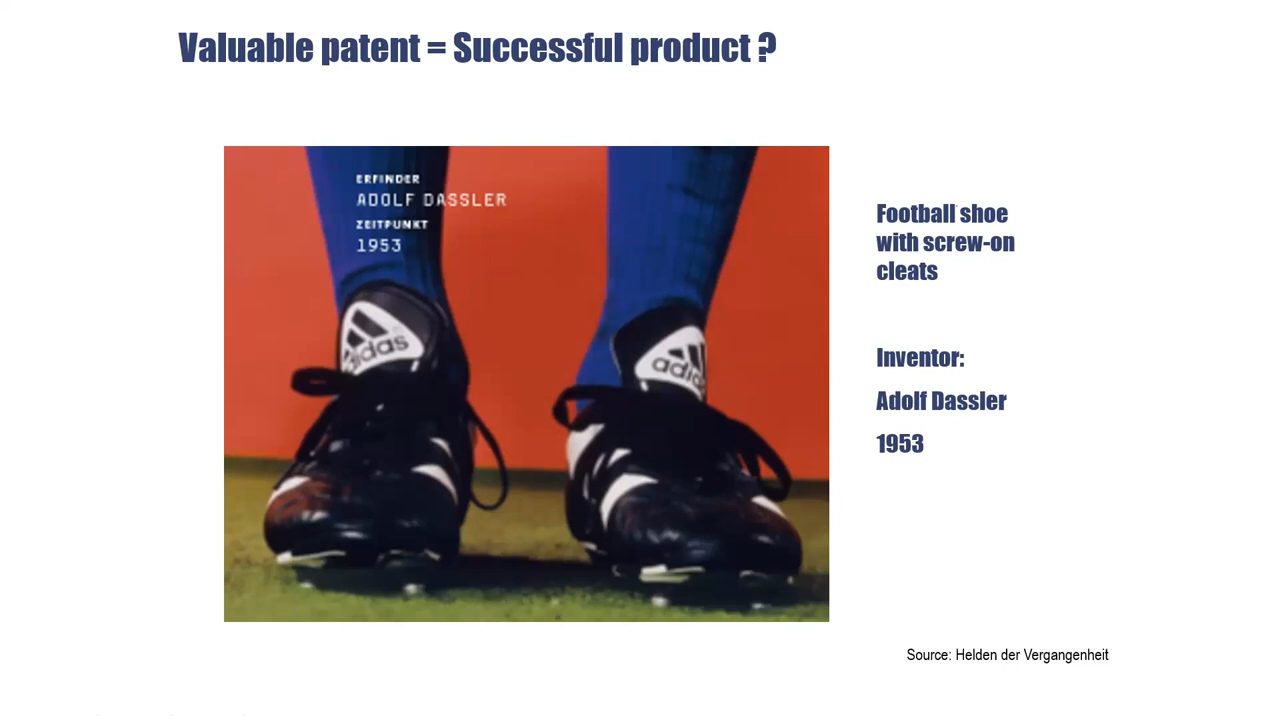 Valuable patent = Successful product ?
ERFINDER
ADOLF DASSLER
ZEITPUNKT
1953
adidas
adidas
Football shoe
with screw-on
cleats
Inventor:
Adolf Dassler
1953
Source: Helden der Vergangenheit